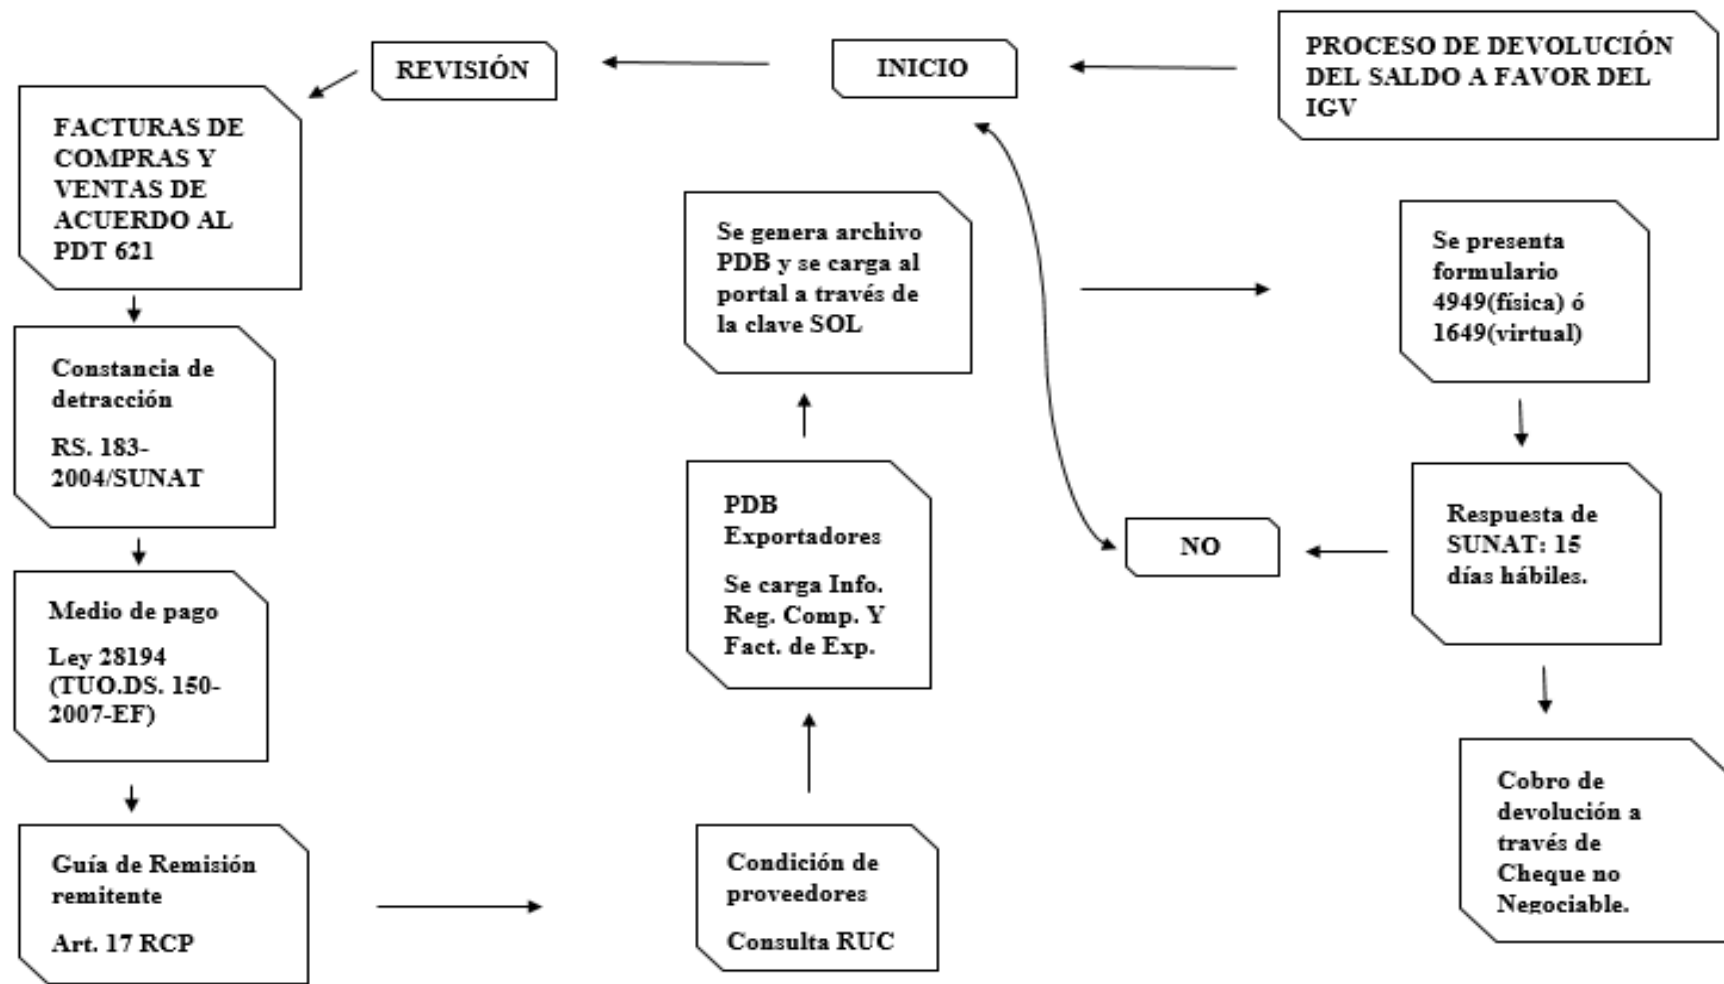 PROCESO DE DEVOLUCIÓN
DEL SALDO A FAVOR DEL
IGV
INICIO
REVISIÓN
FACTURAS DE
COMPRAS Y
VENTAS DE
ACUERDO AL
PDT 621
Constancia de
detracción
RS. 183-
2004/SUNAT
Medio de pago
Ley 28194
(TUO.DS. 150-
2007-EF)
Guía de Remisión
remitente
Art. 17 RCP
Condición de
proveedores
Consulta RUC
PDB
Exportadores
Se carga Info.
Reg. Comp. Y
Fact. de Exp.
Se genera archivo
PDB y se carga al
portal a través de
la clave SOL
Se presenta
formulario
4949(física) ó
1649(virtual)
Respuesta de
SUNAT: 15
días hábiles.
NO
Cobro de
devolución a
través de
Cheque no
Negociable.